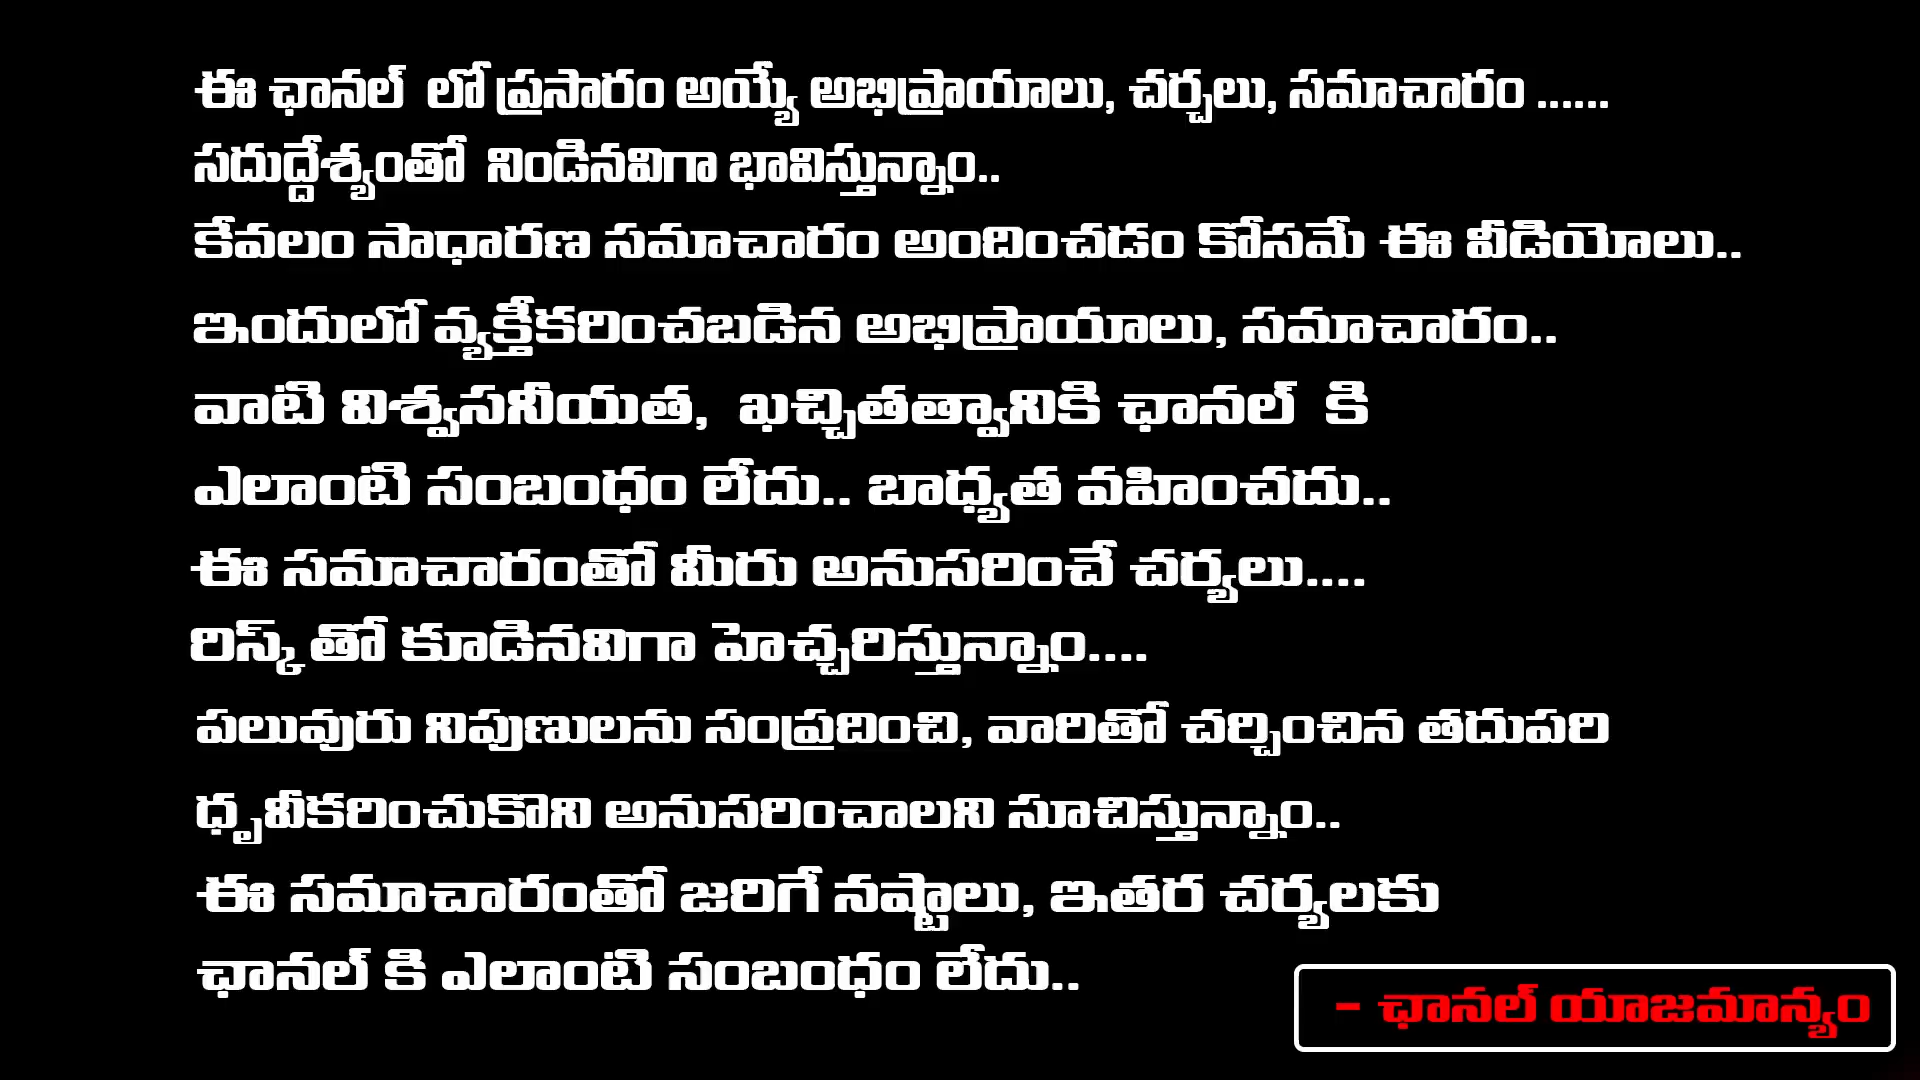 ఈ ఛానల్ లో ప్రసారం అయ్యే అభిప్రాయాలు, చర్చలు, సమాచారం ......
సదుద్దేశ్యంతో నిండినవిగా భావిస్తున్నాం..
కేవలం సాధారణ సమాచారం అందించడం కోసమే ఈ వీడియోలు..
ఇందులో వ్యక్తీకరించబడిన అభిప్రాయాలు, సమాచారం..
వాటి విశ్వసనీయత, ఖచ్చితత్వానికి ఛానల్ కి
ఎలాంటి సంబంధం లేదు.. బాధ్యత వహించదు..
ఈ సమాచారంతో మీరు అనుసరించే చర్యలు....
రిస్క్ తో కూడినవిగా హెచ్చరిస్తున్నాం....
పలువురు నిపుణులను సంప్రదించి, వారితో చర్చించిన తదుపరి
ధృవీకరించుకొని అనుసరించాలని సూచిస్తున్నాం..
ఈ సమాచారంతో జరిగే నష్టాలు, ఇతర చర్యలకు
ఛానల్ కి ఎలాంటి సంబంధం లేదు..
- ఛానల్ యాజమాన్యం